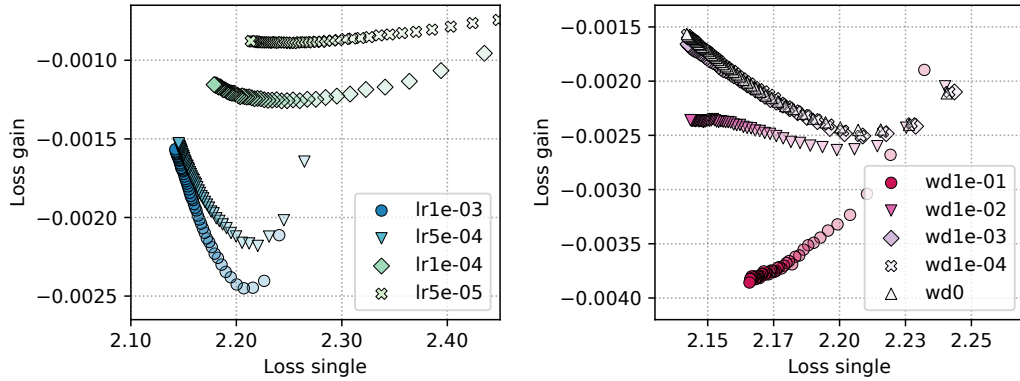 −0.0010
−0.0015
−0.0020
−0.0025
Loss gain
2.10
2.20
2.30
2.40
Loss single
lr1e-03
lr5e-04
lr1e-04
lr5e-05
−0.0015
−0.0020
−0.0025
−0.0030
−0.0035
−0.0040
Loss gain
2.15
2.17
2.20
2.23
2.25
Loss single
wd1e-01
wd1e-02
wd1e-03
wd1e-04
wd0